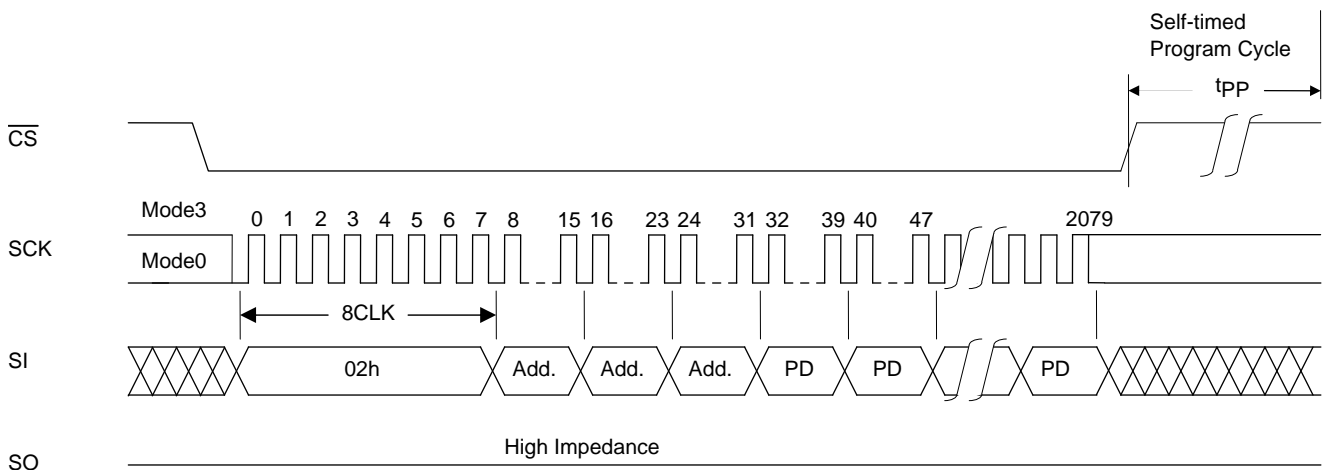 Self-timed
Program Cycle
tPP
CS
Mode3
0 1 2 3 4 5 6 7 8 15 16 23 24 31 32 39 40 47 2079
SCK
Mode0
8CLK
SI
02h Add. Add. Add. PD PD PD
High Impedance
SO